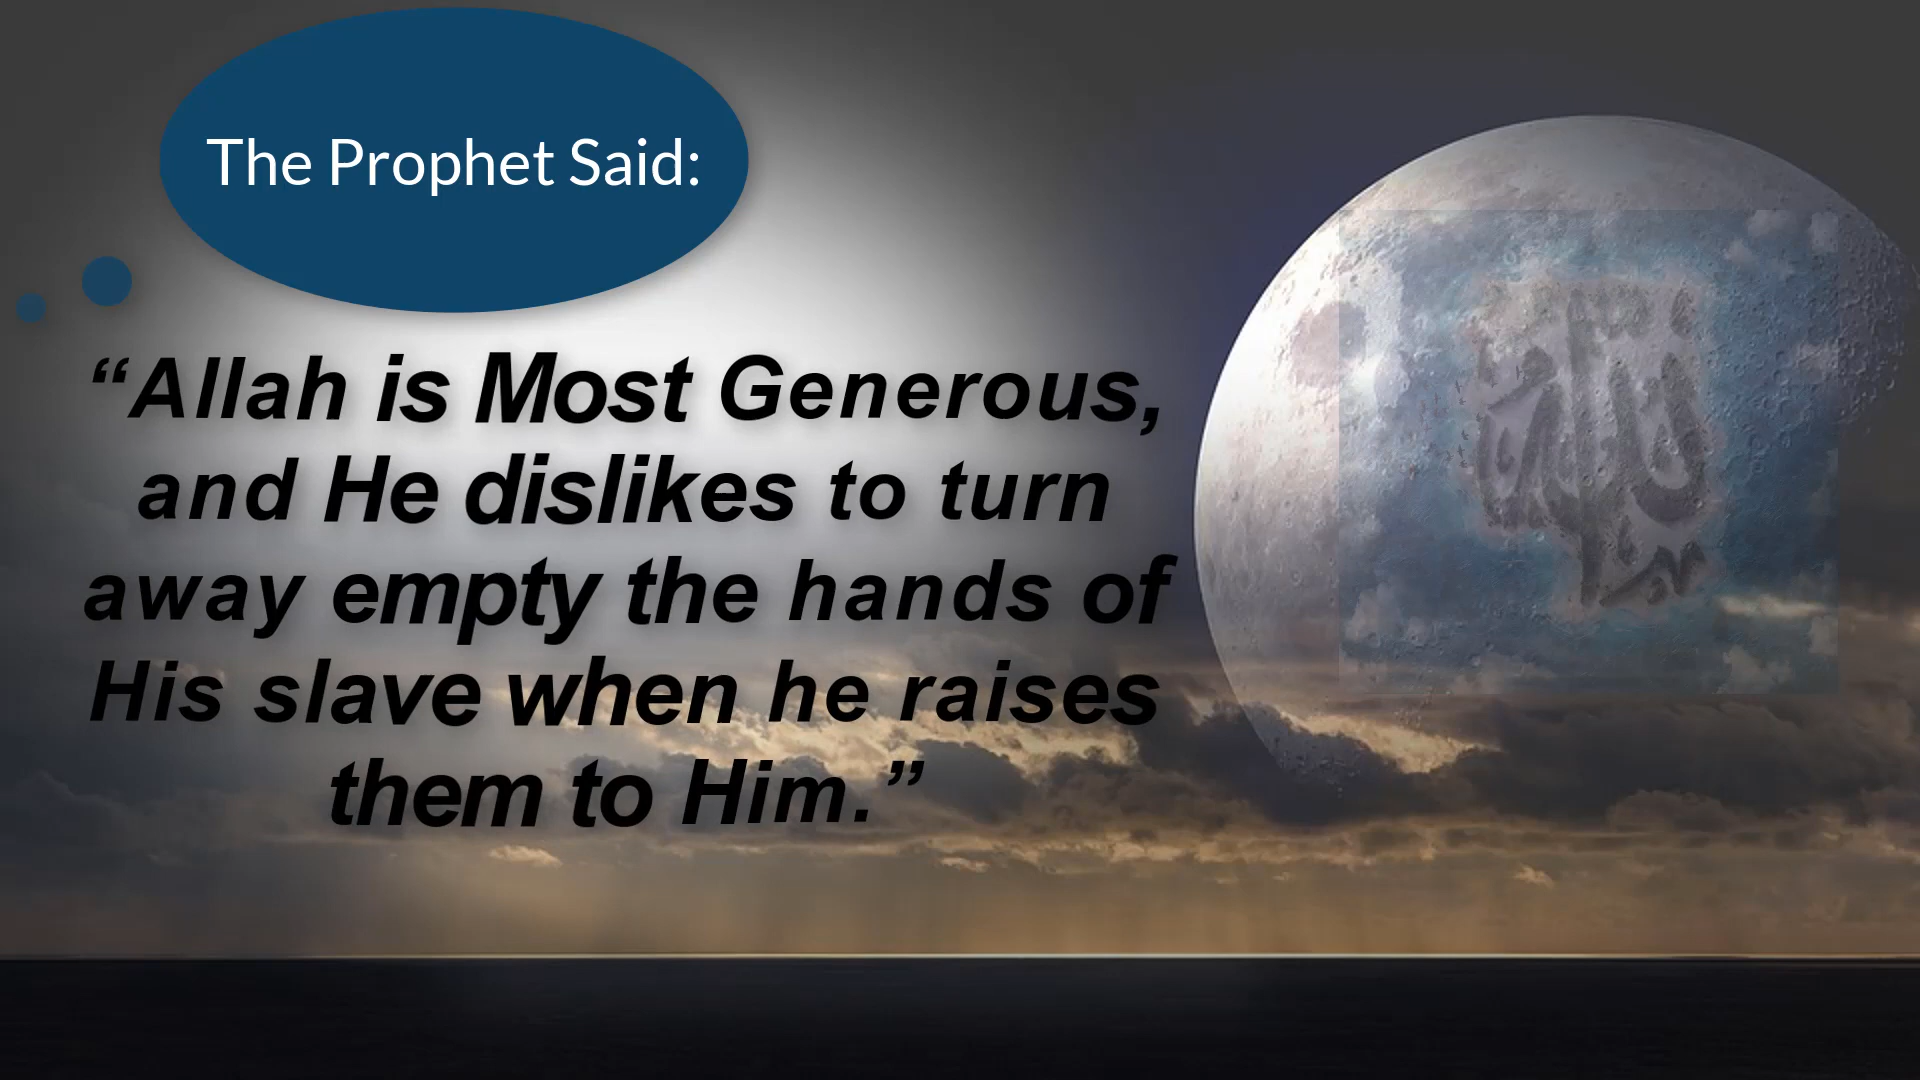 The Prophet Said:
“Allah is Most Generous,
and He dislikes to turn
away empty the hands of
His slave when he raises
them to Him.”